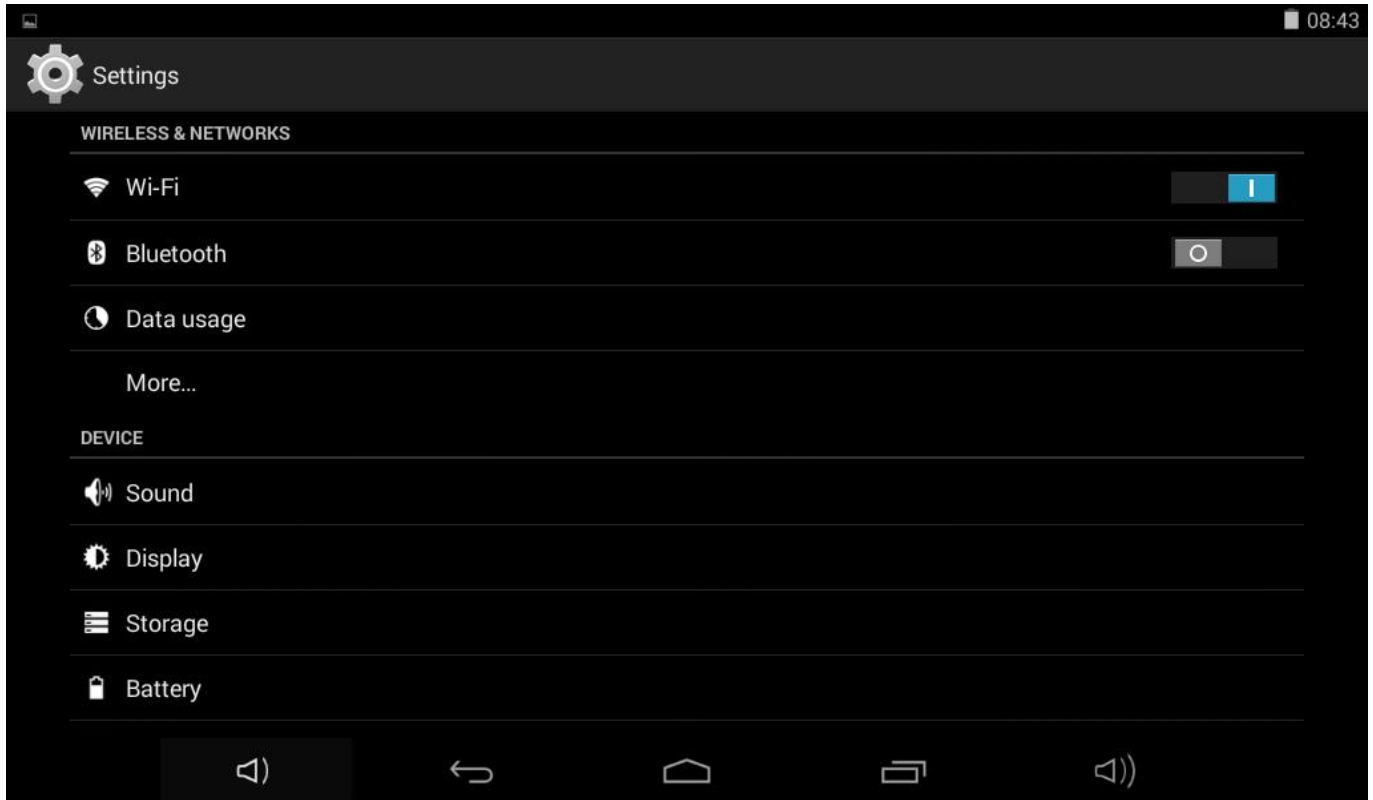 08:43
Settings
WIRELESS & NETWORKS
Wi-Fi
Bluetooth
Data usage
More...
DEVICE
Sound
Display
Storage
Battery